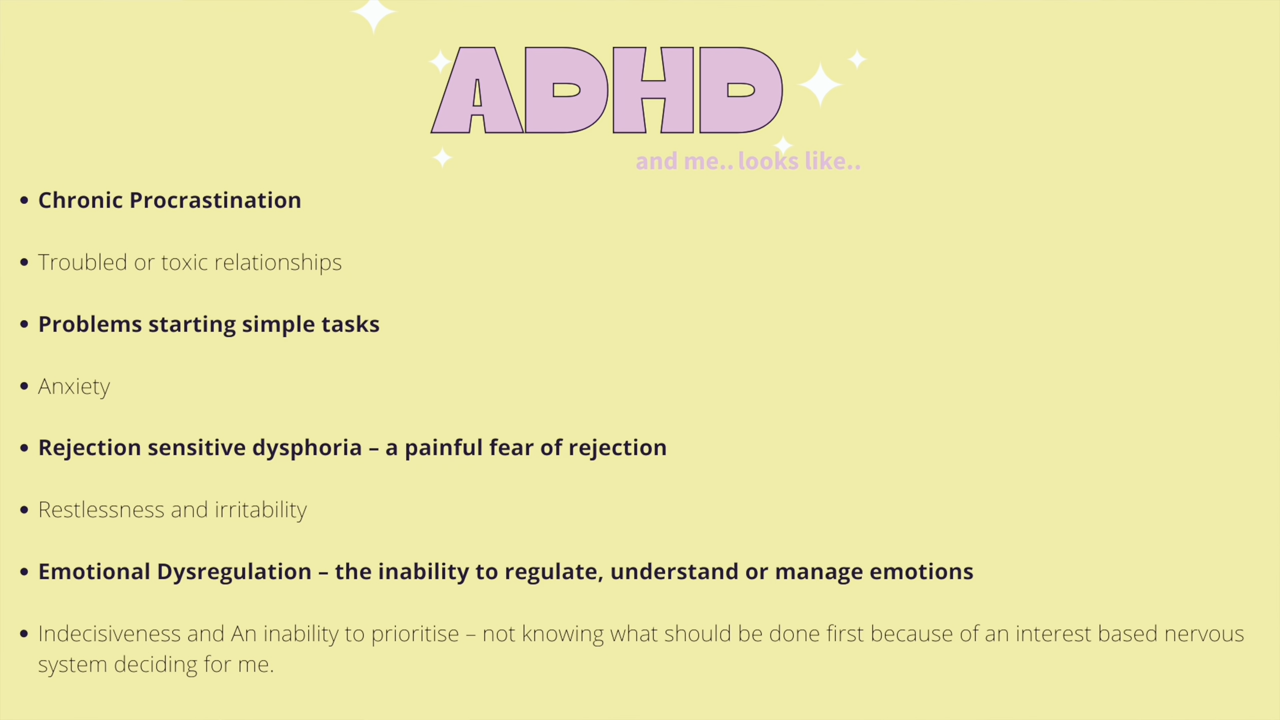 ADHD
and me.. looks like..
• Chronic Procrastination
• Troubled or toxic relationships
• Problems starting simple tasks
• Anxiety
• Rejection sensitive dysphoria – a painful fear of rejection
• Restlessness and irritability
• Emotional Dysregulation – the inability to regulate, understand or manage emotions
• Indecisiveness and An inability to prioritise – not knowing what should be done first because of an interest based nervous
system deciding for me.